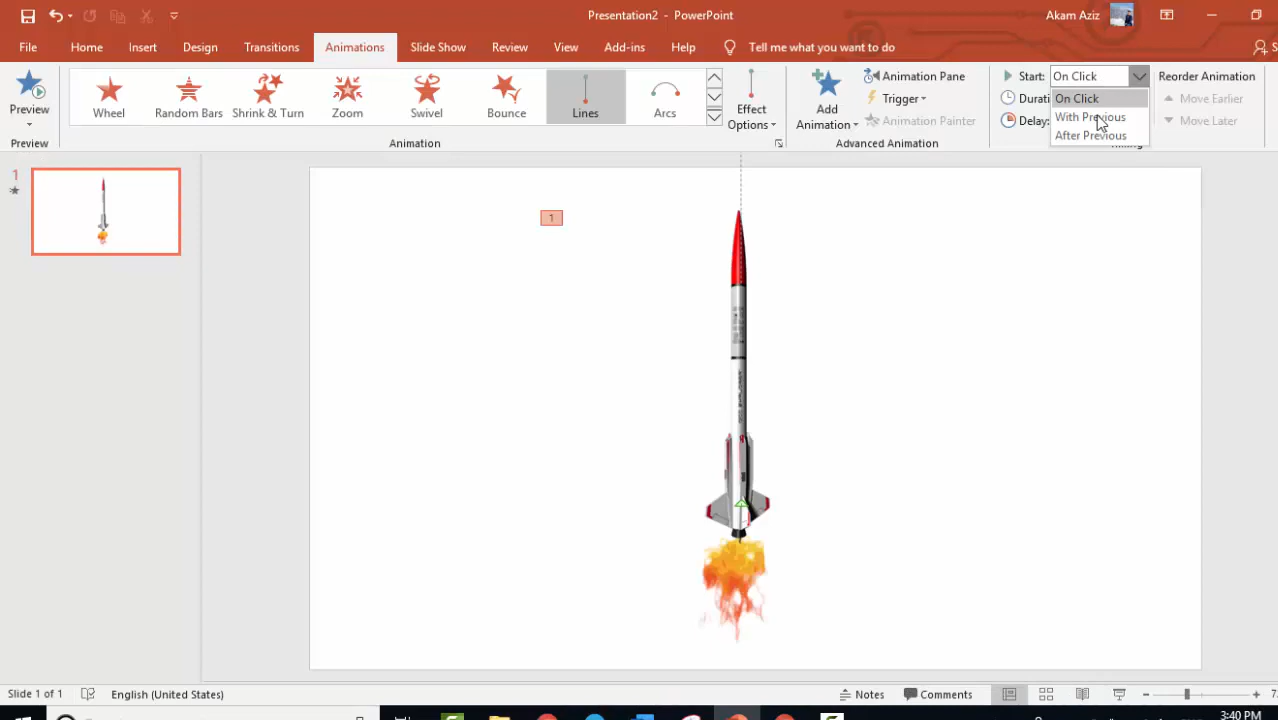 Presentation2 - PowerPoint
Akam Aziz
File Home Insert Design Transitions Animations Slide Show Review View Add-ins Help Tell me what you want to do
Preview
Wheel Random Bars Shrink & Turn Zoom Swivel Bounce Lines Arcs
Effect Options
Add Animation
Animation Pane
Trigger
Animation Painter
Start: On Click
Durati
Delay:
On Click
With Previous
After Previous
Reorder Animation
Move Earlier
Move Later
Preview Animation Advanced Animation
1
1
Slide 1 of 1 English (United States) Notes Comments
3:40 PM